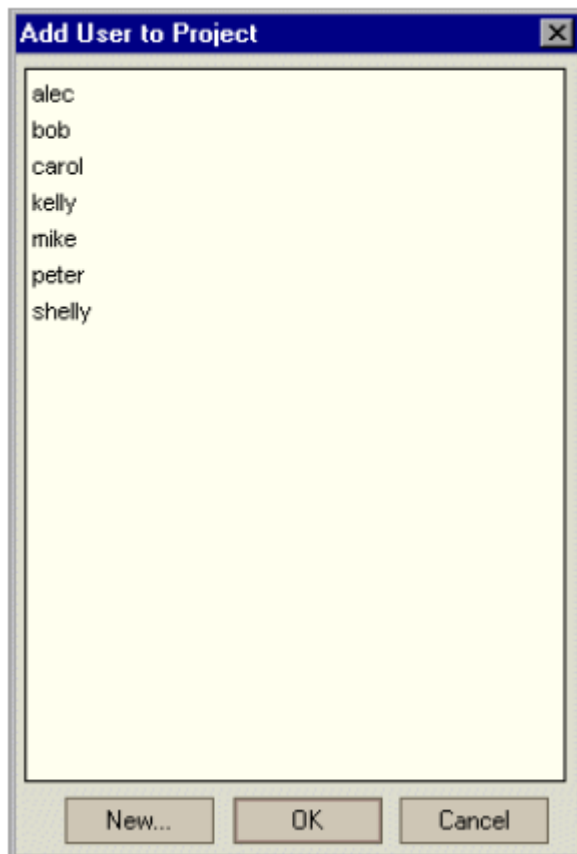 Add User to Project
alec
bob
carol
kelly
mike
peter
shelly
New... OK Cancel